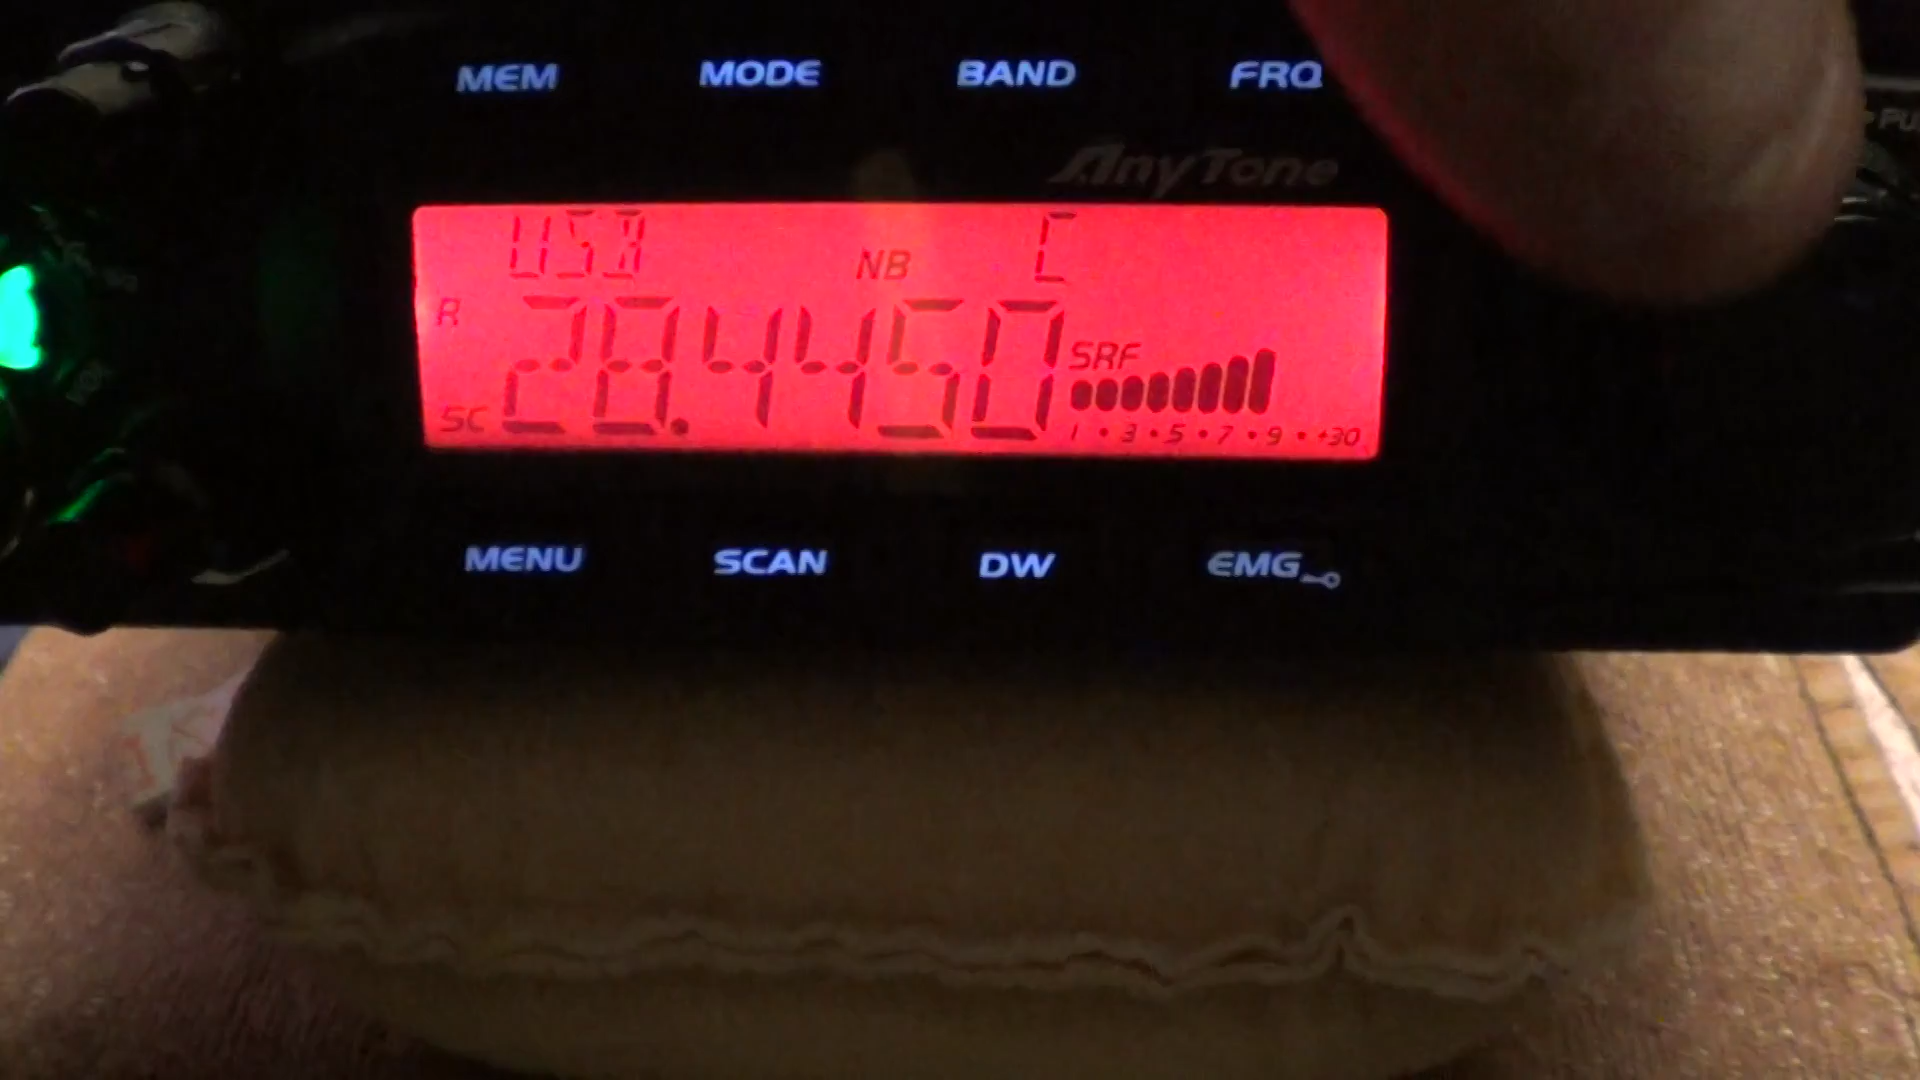 MEM MODE BAND FRQ
AnyTone
USB NB C
R
28.4450
SRF
SC
1 • 3 • 5 • 7 • 9 • +30
MENU SCAN DW EMG